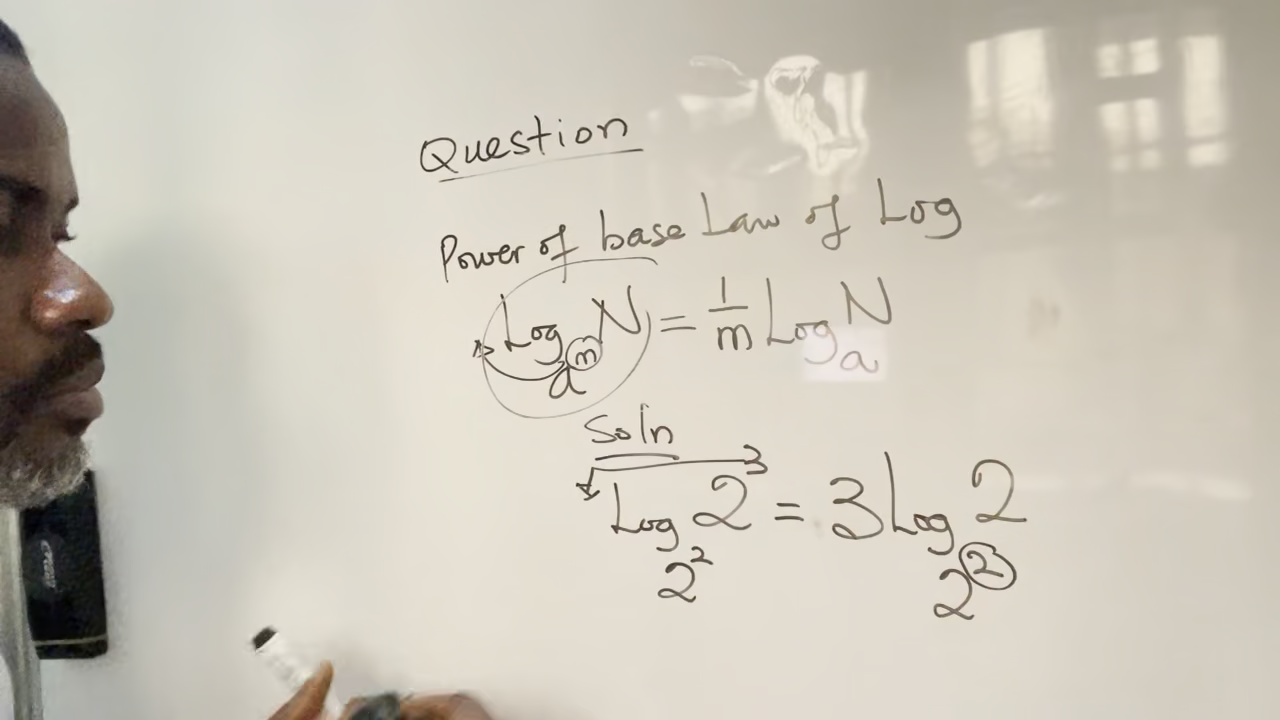 Question
Power of base Law of Log
Log_{a^m} N = 1/m Log_a N
Soln
Log_{2^2} 2^3 = 3 Log_{2^2} 2